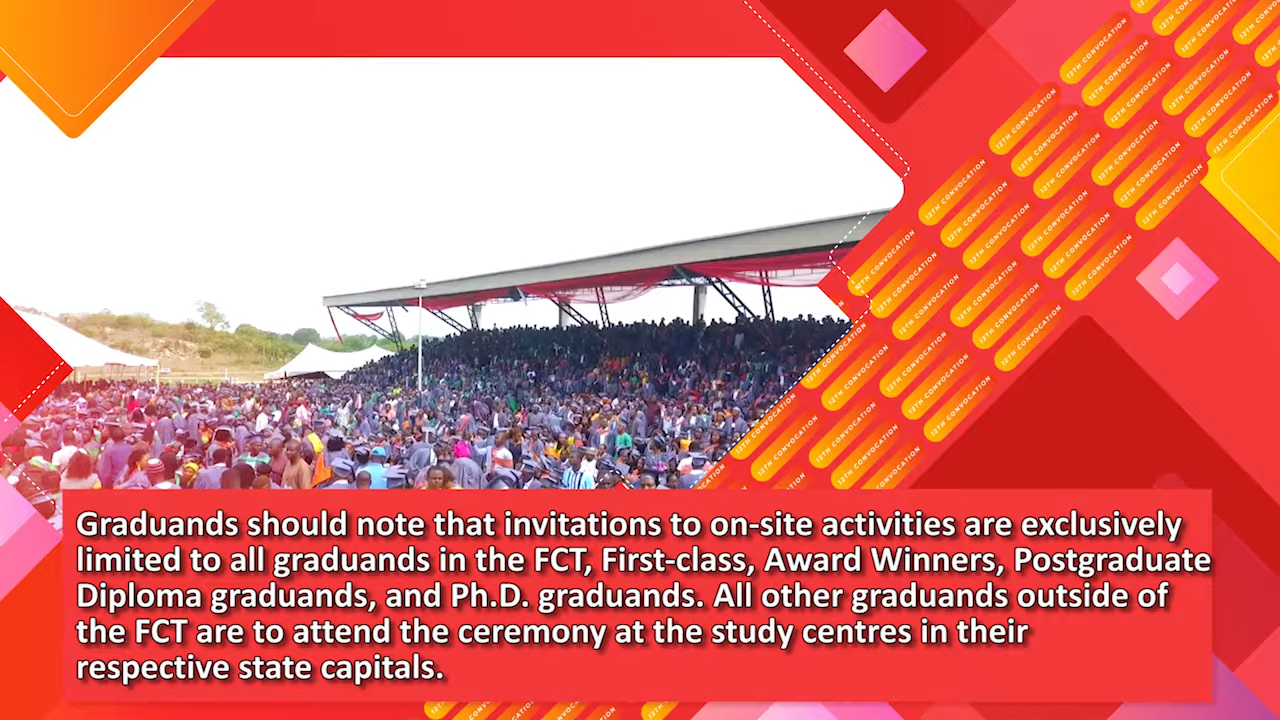 12TH CONVOCATION
Graduands should note that invitations to on-site activities are exclusively
limited to all graduands in the FCT, First-class, Award Winners, Postgraduate
Diploma graduands, and Ph.D. graduands. All other graduands outside of
the FCT are to attend the ceremony at the study centres in their
respective state capitals.